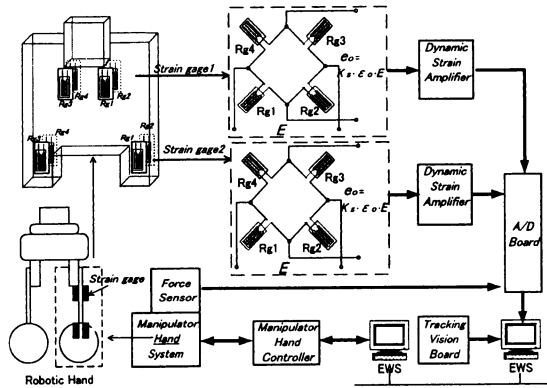 Rg4
Rg3
Rg2
Rg1
Strain gage1
Rg4
Rg3
eo=
Ks·εo·E
Rg1
Rg2
E
Dynamic
Strain
Amplifier
Rg3
Rg4
Rg1
Rg2
Strain gage2
Rg4
Rg3
eo=
Ks·εo·E
Rg1
Rg2
E
Dynamic
Strain
Amplifier
A/D
Board
Strain gage
Force
Sensor
Manipulator
Hand
System
Manipulator
Hand
Controller
EWS
Tracking
Vision
Board
EWS
Robotic Hand